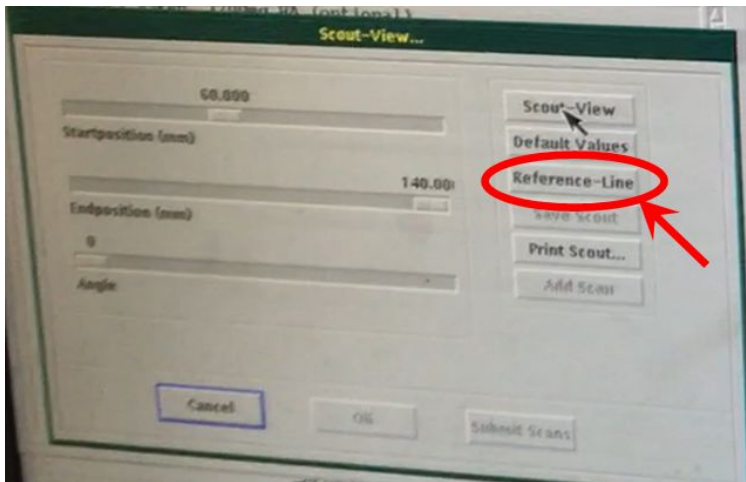 (optional)
Scout-View...
60.000
Startposition (mm)
140.00
Endposition (mm)
0
Angle
Scout-View
Default Values
Reference-Line
Save Scout
Print Scout...
Add Scan
Cancel
OK
Submit Scans